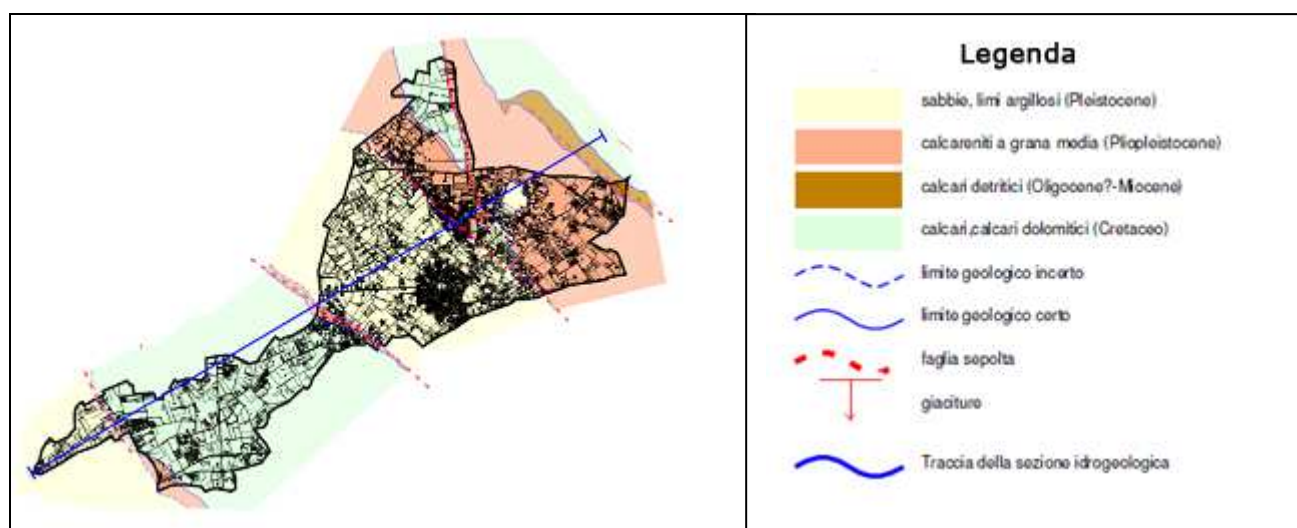 Legenda
sabbie, limi argillosi (Pleistocene)
calcareniti a grana media (Pliopleistocene)
calcari detritici (Oligocene?-Miocene)
calcari,calcari dolomitici (Cretaceo)
limite geologico incerto
limite geologico certo
faglia sepolta
giaciture
Traccia della sezione idrogeologica